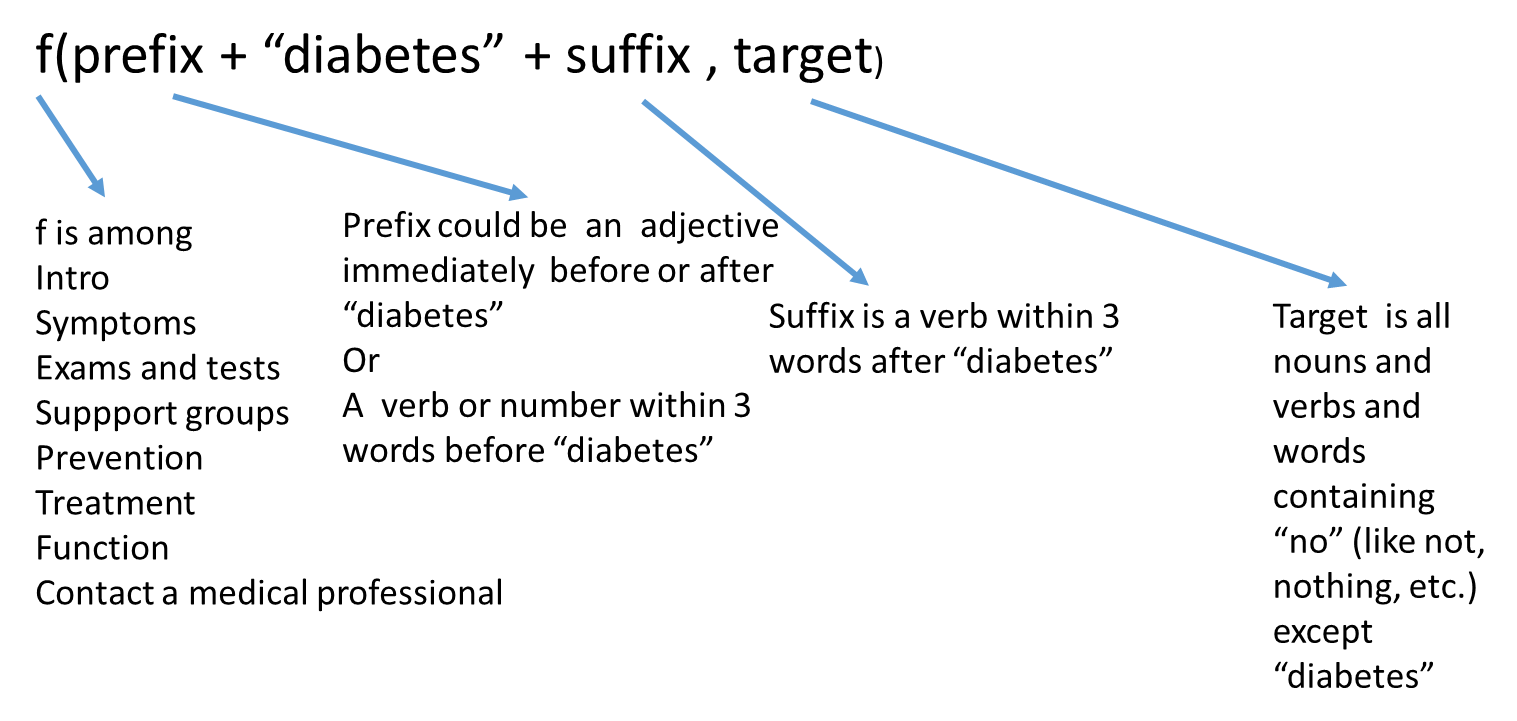 f(prefix + “diabetes” + suffix , target)
f is among
Intro
Symptoms
Exams and tests
Suppport groups
Prevention
Treatment
Function
Contact a medical professional
Prefix could be an adjective
immediately before or after
“diabetes”
Or
A verb or number within 3
words before “diabetes”
Suffix is a verb within 3
words after “diabetes”
Target is all
nouns and
verbs and
words
containing
“no” (like not,
nothing, etc.)
except
“diabetes”